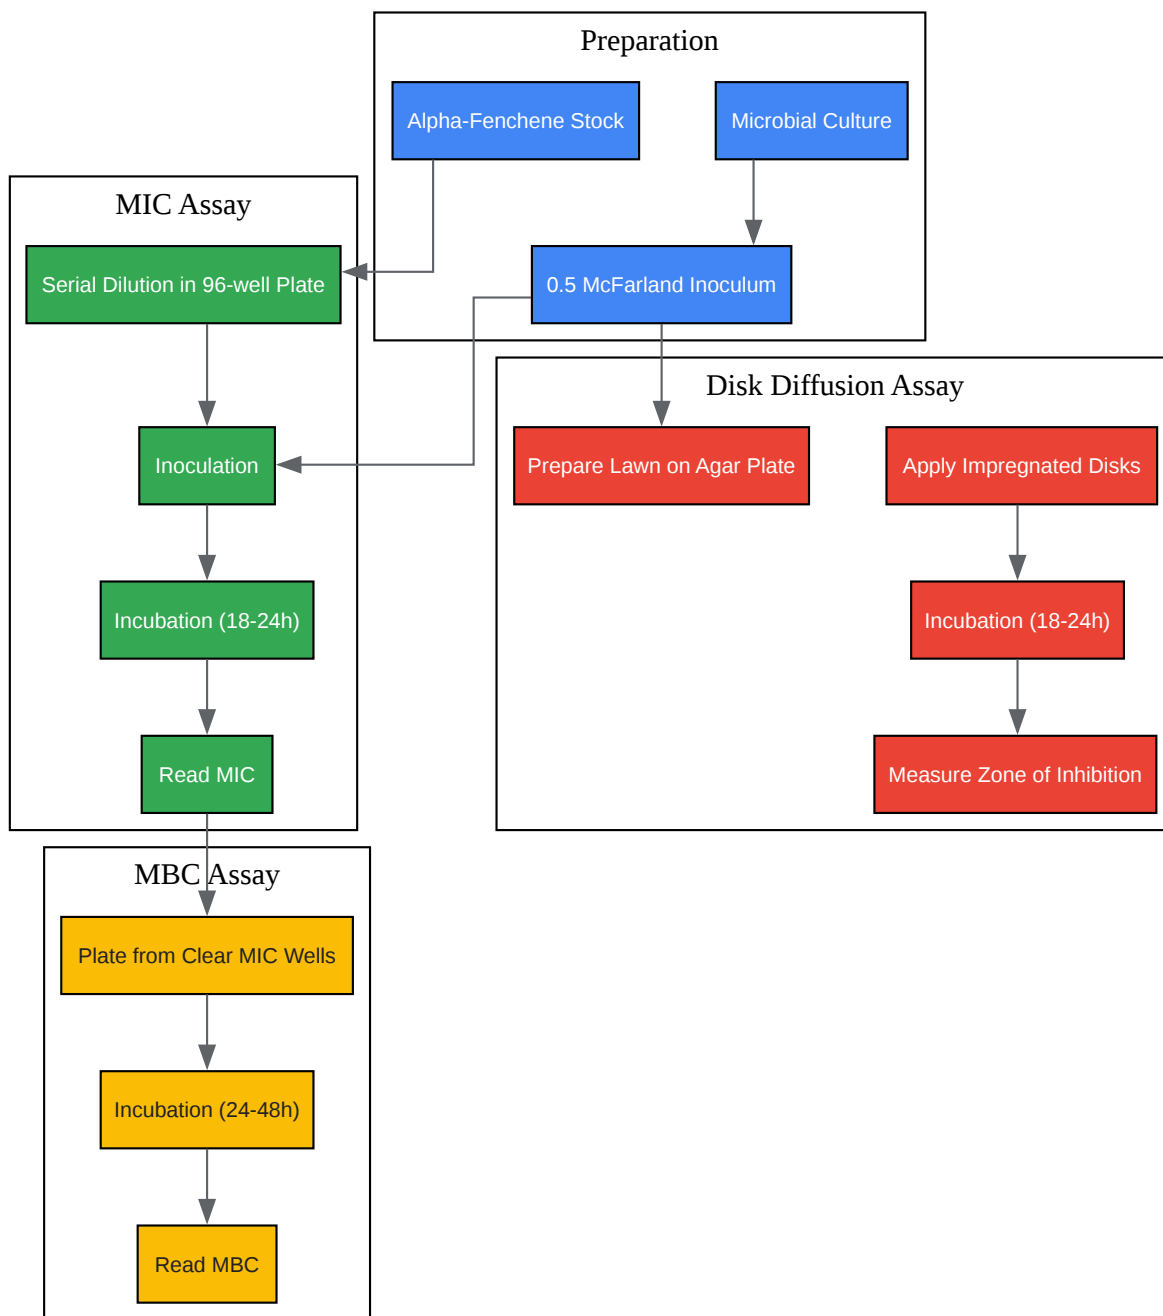 Preparation
Alpha-Fenchene Stock
Microbial Culture
0.5 McFarland Inoculum
MIC Assay
Serial Dilution in 96-well Plate
Inoculation
Incubation (18-24h)
Read MIC
Disk Diffusion Assay
Prepare Lawn on Agar Plate
Apply Impregnated Disks
Incubation (18-24h)
Measure Zone of Inhibition
MBC Assay
Plate from Clear MIC Wells
Incubation (24-48h)
Read MBC